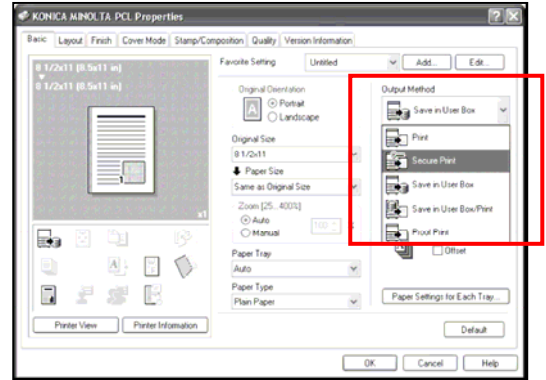 KONICA MINOLTA PCL Properties
Basic Layout Finish Cover Mode Stamp/Composition Quality Version Information
8 1/2x11 (8.5x11 in)
8 1/2x11 (8.5x11 in)
1
x1
Printer View Printer Information
Favorite Setting Untitled Add... Edit...
Original Orientation
A
Portrait
Landscape
Original Size
8 1/2x11
Paper Size
Same as Original Size
Zoom [25...400%]
Auto
Manual
100
Paper Tray
Auto
Paper Type
Plain Paper
Output Method
Save in User Box
Print
Secure Print
Save in User Box
Save in User Box/Print
Proof Print
Offset
Paper Settings for Each Tray...
Default
OK Cancel Help